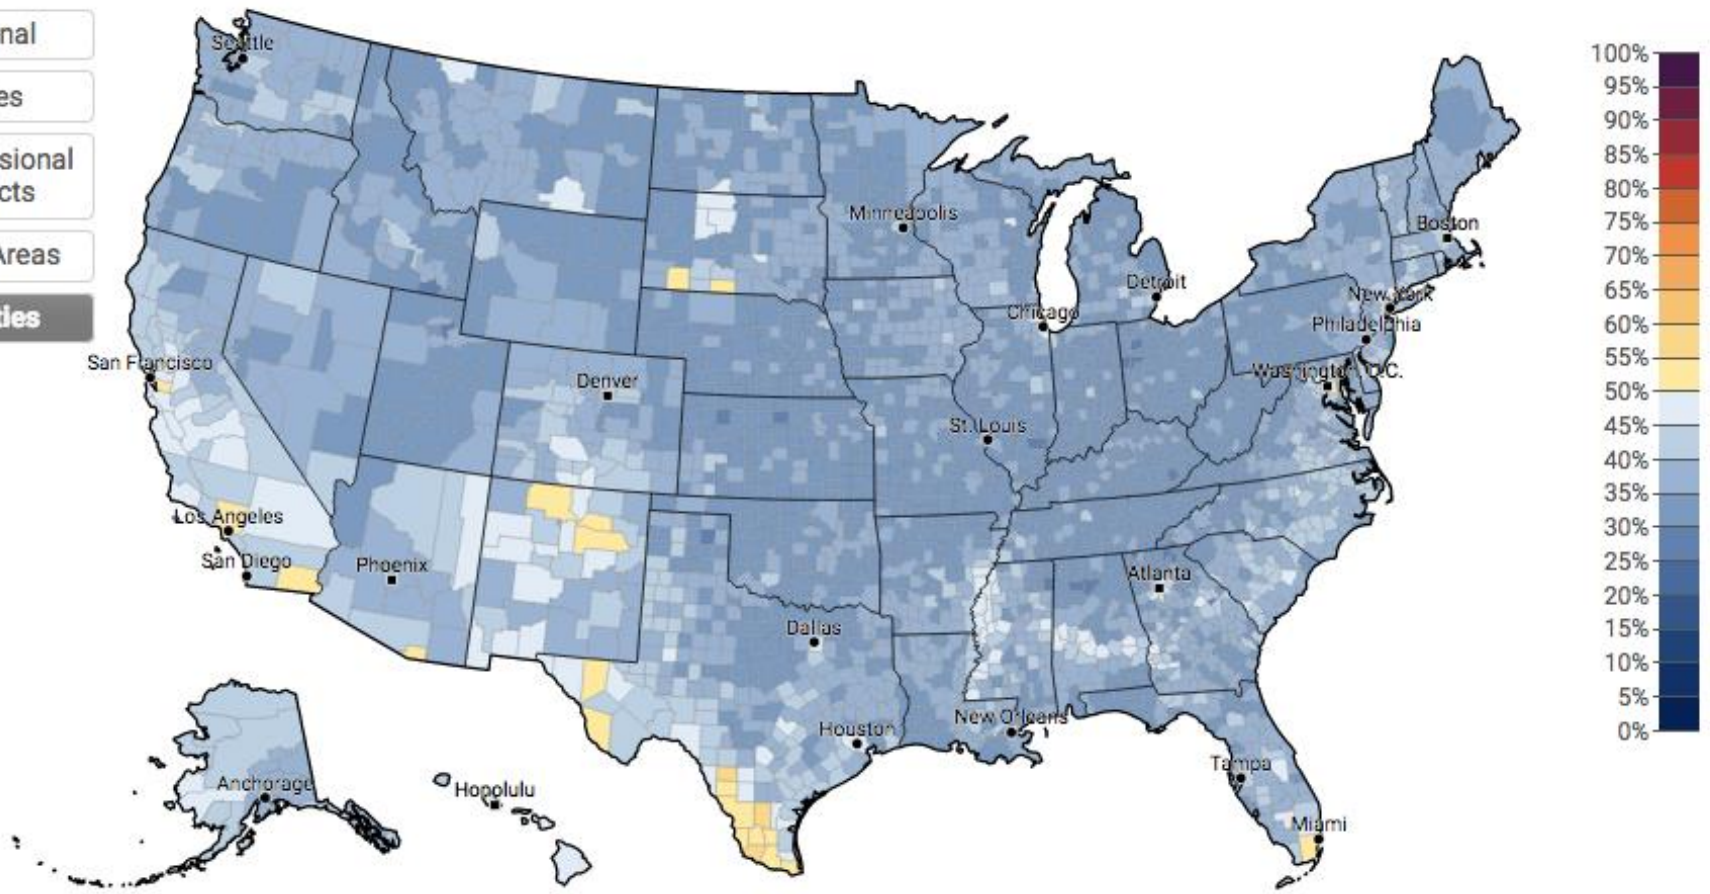 nal
es
sional
cts
Areas
ties
Seattle
Minneapolis
Boston
Detroit
New York
Chicago
Philadelphia
San Francisco
Denver
Washington, D.C.
St. Louis
Los Angeles
San Diego
Phoenix
Atlanta
Dallas
New Orleans
Houston
Tampa
Anchorage
Honolulu
Miami
100%
95%
90%
85%
80%
75%
70%
65%
60%
55%
50%
45%
40%
35%
30%
25%
20%
15%
10%
5%
0%